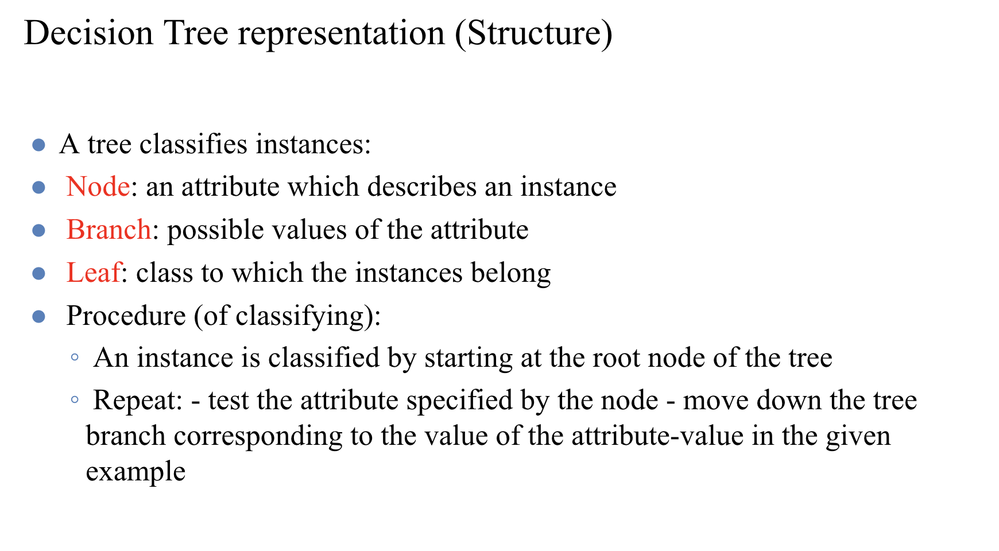 Decision Tree representation (Structure)
● A tree classifies instances:
● Node: an attribute which describes an instance
● Branch: possible values of the attribute
● Leaf: class to which the instances belong
● Procedure (of classifying):
◦ An instance is classified by starting at the root node of the tree
◦ Repeat: - test the attribute specified by the node - move down the tree
branch corresponding to the value of the attribute-value in the given
example